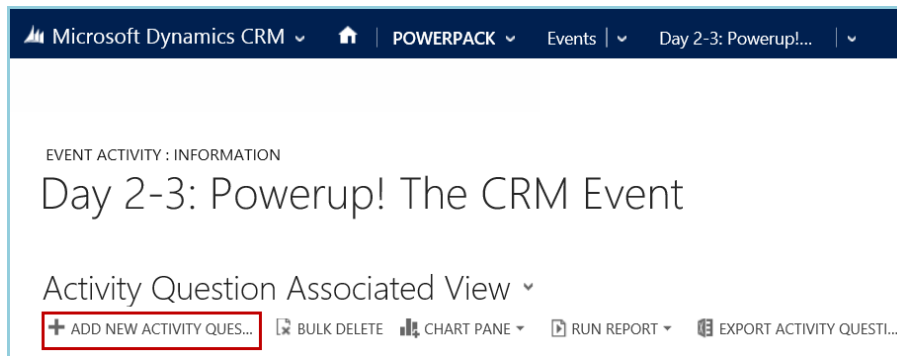 Microsoft Dynamics CRM POWERPACK Events Day 2-3: Powerup!...
EVENT ACTIVITY : INFORMATION
Day 2-3: Powerup! The CRM Event
Activity Question Associated View
ADD NEW ACTIVITY QUES... BULK DELETE CHART PANE RUN REPORT EXPORT ACTIVITY QUESTI...